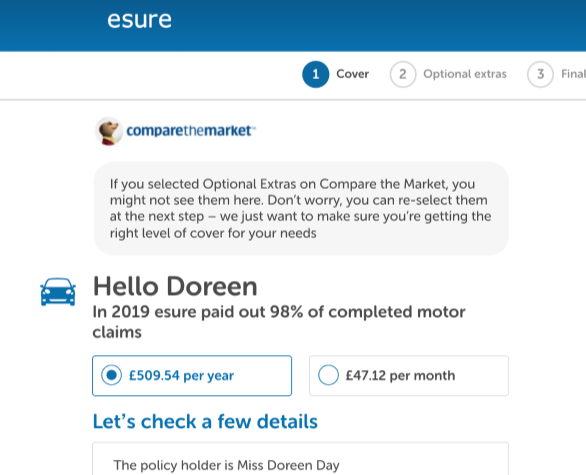 esure
1 Cover 2 Optional extras 3 Final
comparethemarket™
If you selected Optional Extras on Compare the Market, you
might not see them here. Don't worry, you can re-select them
at the next step – we just want to make sure you're getting the
right level of cover for your needs
Hello Doreen
In 2019 esure paid out 98% of completed motor
claims
£509.54 per year £47.12 per month
Let's check a few details
The policy holder is Miss Doreen Day